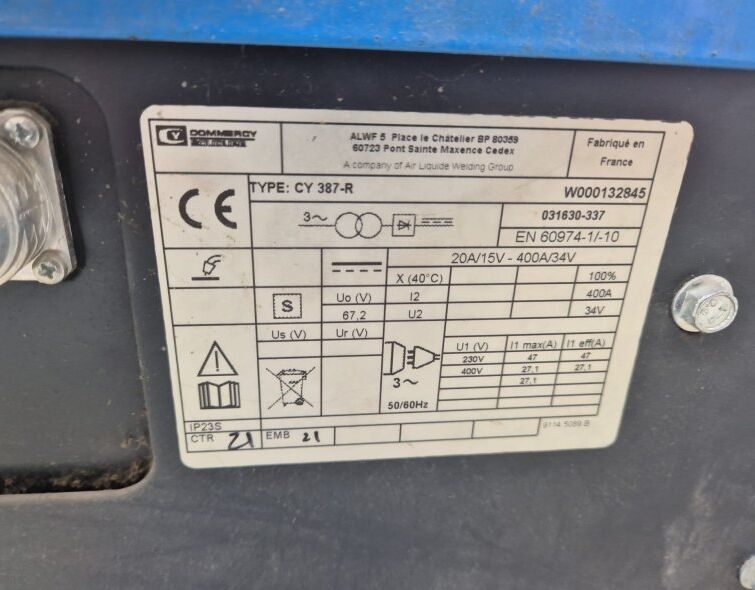 CY COMMERCY
ALWF 5 Place le Châtelier BP 80359
60723 Pont Sainte Maxence Cedex
A company of Air Liquide Welding Group
Fabriqué en
France
CE
TYPE: CY 387-R
W000132845
3~
031630-337
EN 60974-1/-10
20A/15V - 400A/34V
X (40°C) 100%
S
Uo (V) I2 400A
67,2 U2 34V
Us (V) Ur (V)
U1 (V) I1 max(A) I1 eff(A)
230V 47 47
400V 27,1 27,1
27,1
3~
50/60Hz
IP23S
CTR 21 EMB 21
9114 5089 B